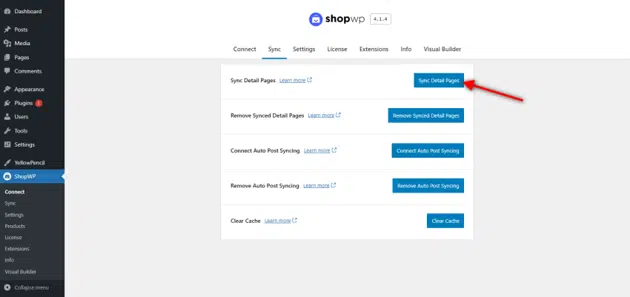 shopwp 4.1.4
Connect Sync Settings License Extensions Info Visual Builder
Dashboard
Posts
Media
Pages
Comments
Appearance
Plugins
Users
Tools
Settings
YellowPencil
ShopWP
Connect
Sync
Settings
Products
License
Extensions
Info
Visual Builder
Collapse menu
Sync Detail Pages Learn more Sync Detail Pages
Remove Synced Detail Pages Learn more Remove Synced Detail Pages
Connect Auto Post Syncing Learn more Connect Auto Post Syncing
Remove Auto Post Syncing Learn more Remove Auto Post Syncing
Clear Cache Learn more Clear Cache